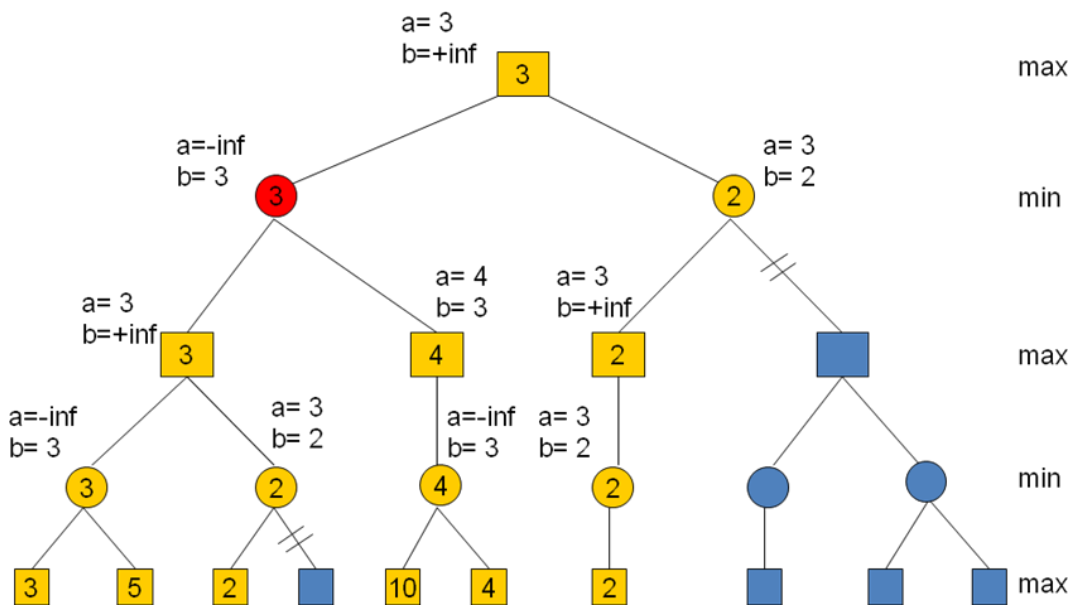 a= 3
b=+inf
3
max
a=-inf
b= 3
3
a= 3
b= 2
2
min
a= 3
b=+inf
3
a= 4
b= 3
4
a= 3
b=+inf
2
max
a=-inf
b= 3
3
a= 3
b= 2
2
a=-inf
b= 3
4
a= 3
b= 2
2
min
3
5
2
10
4
2
max